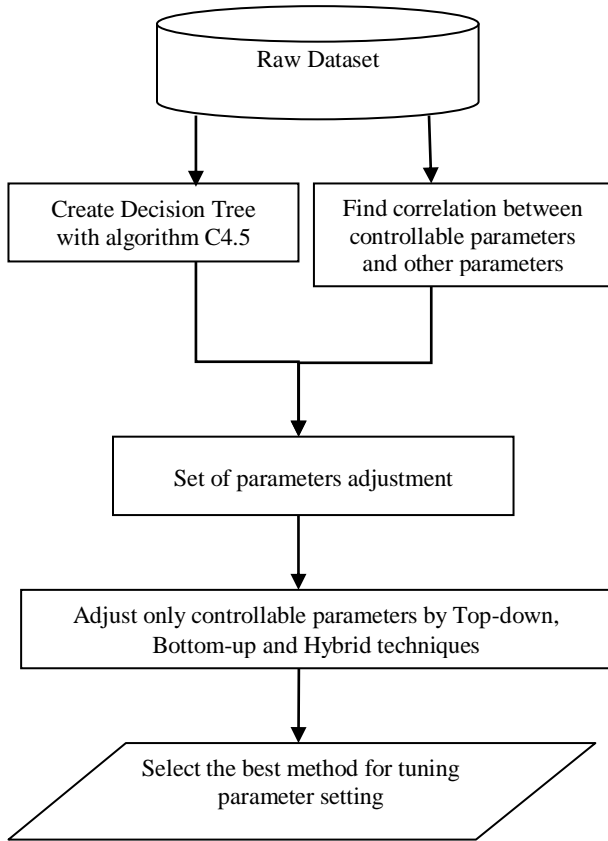 Raw Dataset
Create Decision Tree
with algorithm C4.5
Find correlation between
controllable parameters
and other parameters
Set of parameters adjustment
Adjust only controllable parameters by Top-down,
Bottom-up and Hybrid techniques
Select the best method for tuning
parameter setting